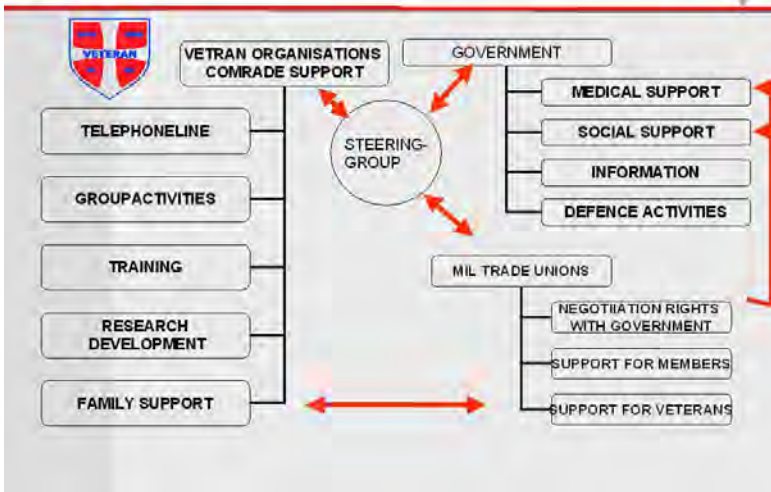 VETERAN
VETRAN ORGANISATIONS
COMRADE SUPPORT
TELEPHONELINE
GROUPACTIVITIES
TRAINING
RESEARCH
DEVELOPMENT
FAMILY SUPPORT
STEERING-
GROUP
GOVERNMENT
MEDICAL SUPPORT
SOCIAL SUPPORT
INFORMATION
DEFENCE ACTIVITIES
MIL TRADE UNIONS
NEGOTIIATION RIGHTS
WITH GOVERNMENT
SUPPORT FOR MEMBERS
SUPPORT FOR VETERANS